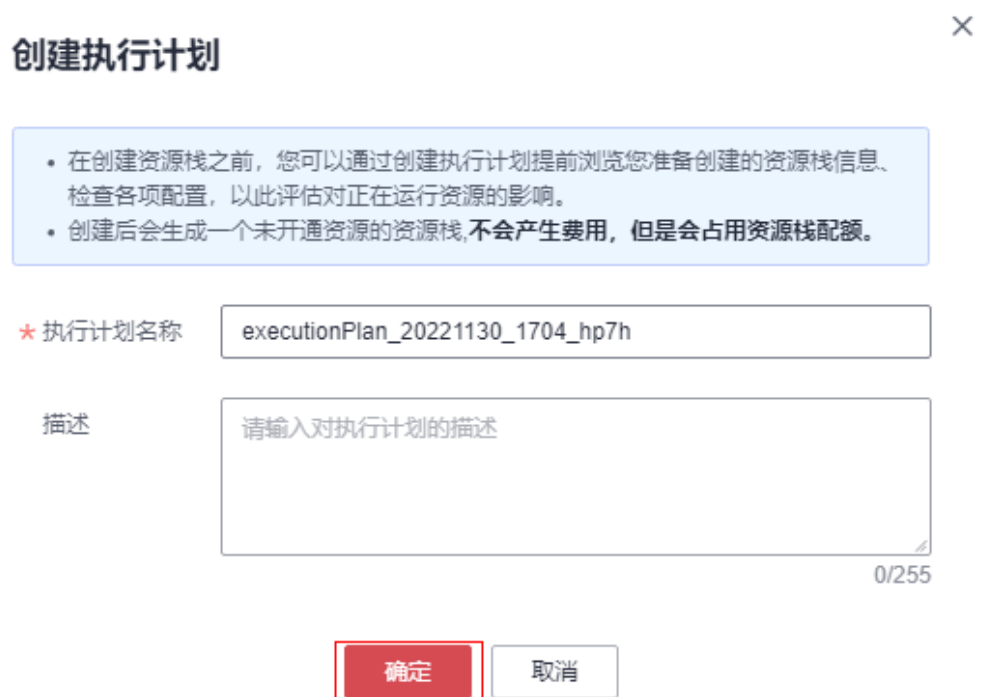 创建执行计划
• 在创建资源栈之前，您可以通过创建执行计划提前浏览您准备创建的资源栈信息、
检查各项配置，以此评估对正在运行资源的影响。
• 创建后会生成一个未开通资源的资源栈,不会产生费用，但是会占用资源栈配额。
* 执行计划名称 executionPlan_20221130_1704_hp7h
描述 请输入对执行计划的描述
0/255
确定 取消